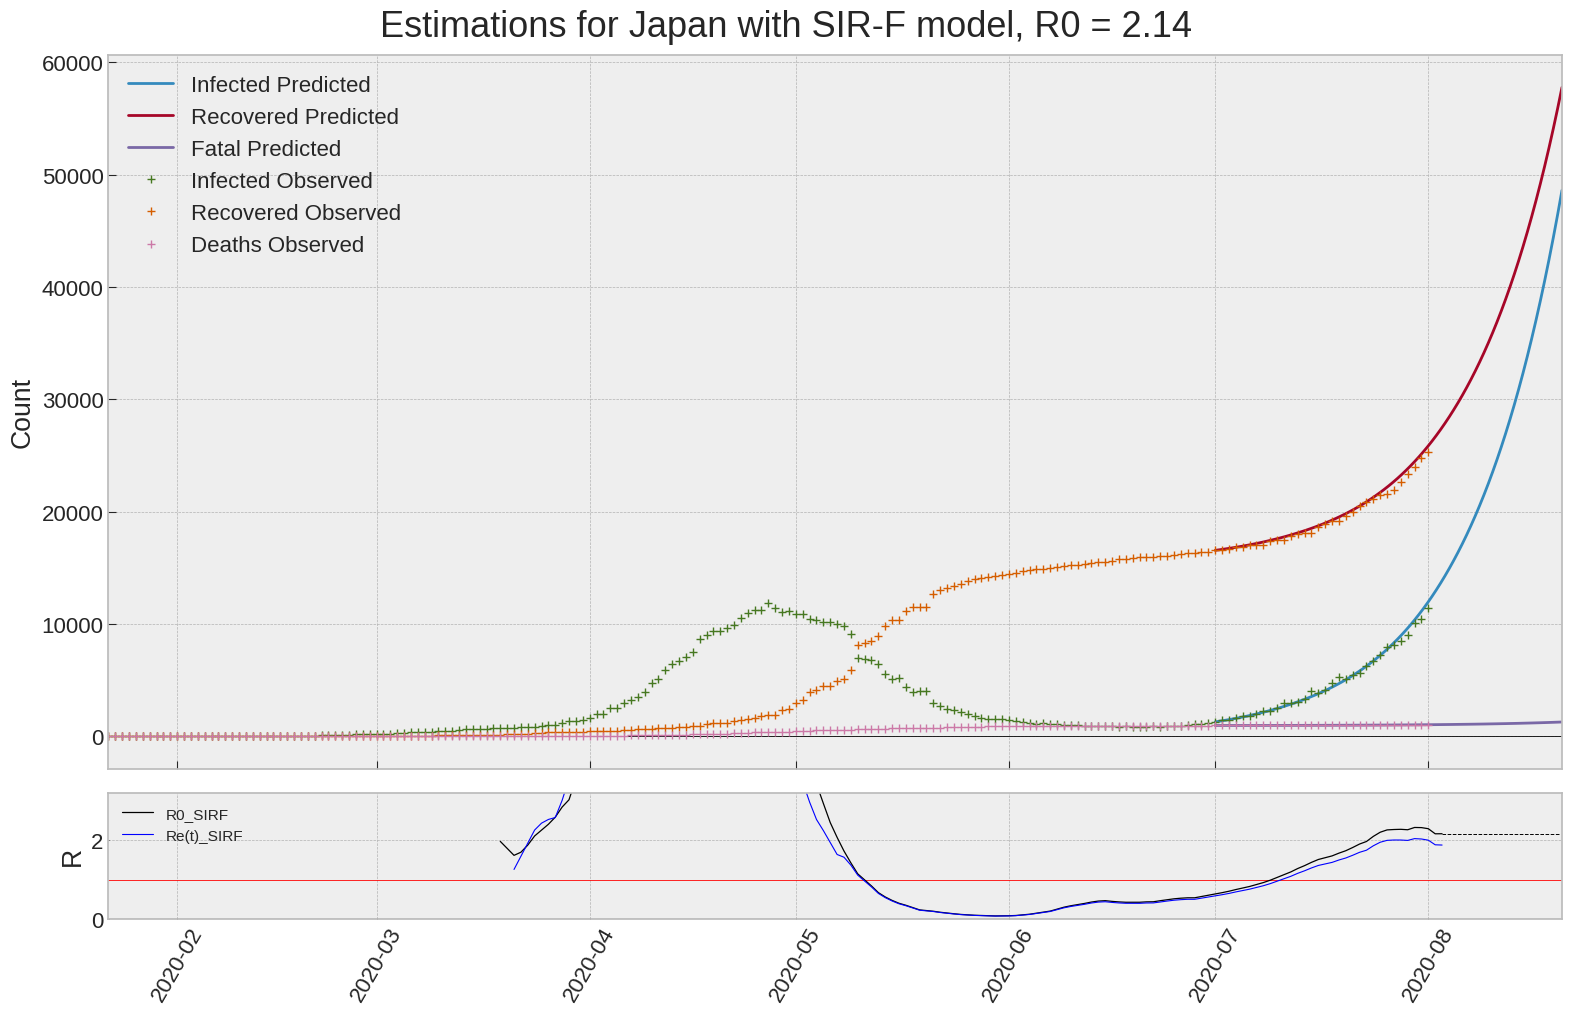 Estimations for Japan with SIR-F model, R0 = 2.14
60000
50000
40000
30000
20000
10000
0
Count
Infected Predicted
Recovered Predicted
Fatal Predicted
Infected Observed
Recovered Observed
Deaths Observed
R0_SIRF
Re(t)_SIRF
2
0
R
2020-02
2020-03
2020-04
2020-05
2020-06
2020-07
2020-08